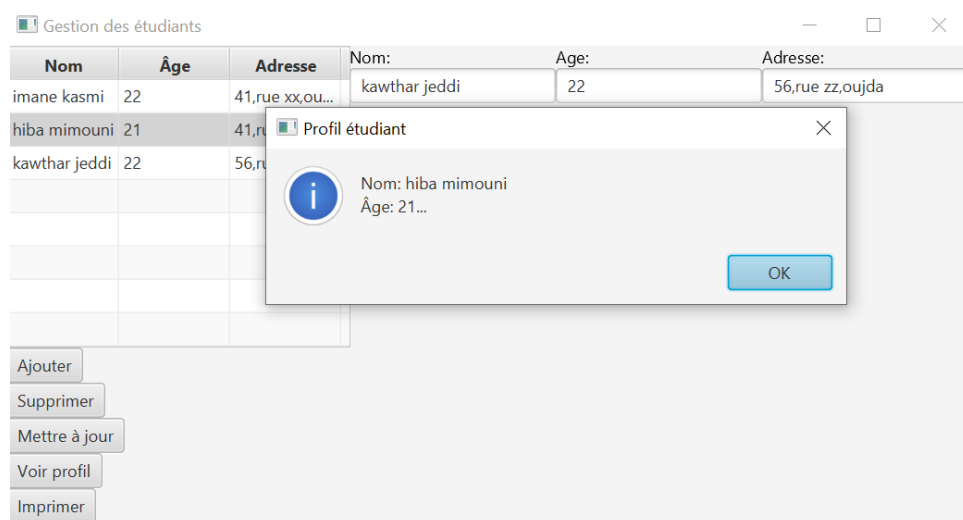 Gestion des étudiants
Nom Âge Adresse
imane kasmi 22 41,rue xx,ou...
hiba mimouni 21 41,ru
kawthar jeddi 22 56,ru
Nom: Age: Adresse:
kawthar jeddi 22 56,rue zz,oujda
Profil étudiant
Nom: hiba mimouni
Âge: 21...
OK
Ajouter
Supprimer
Mettre à jour
Voir profil
Imprimer